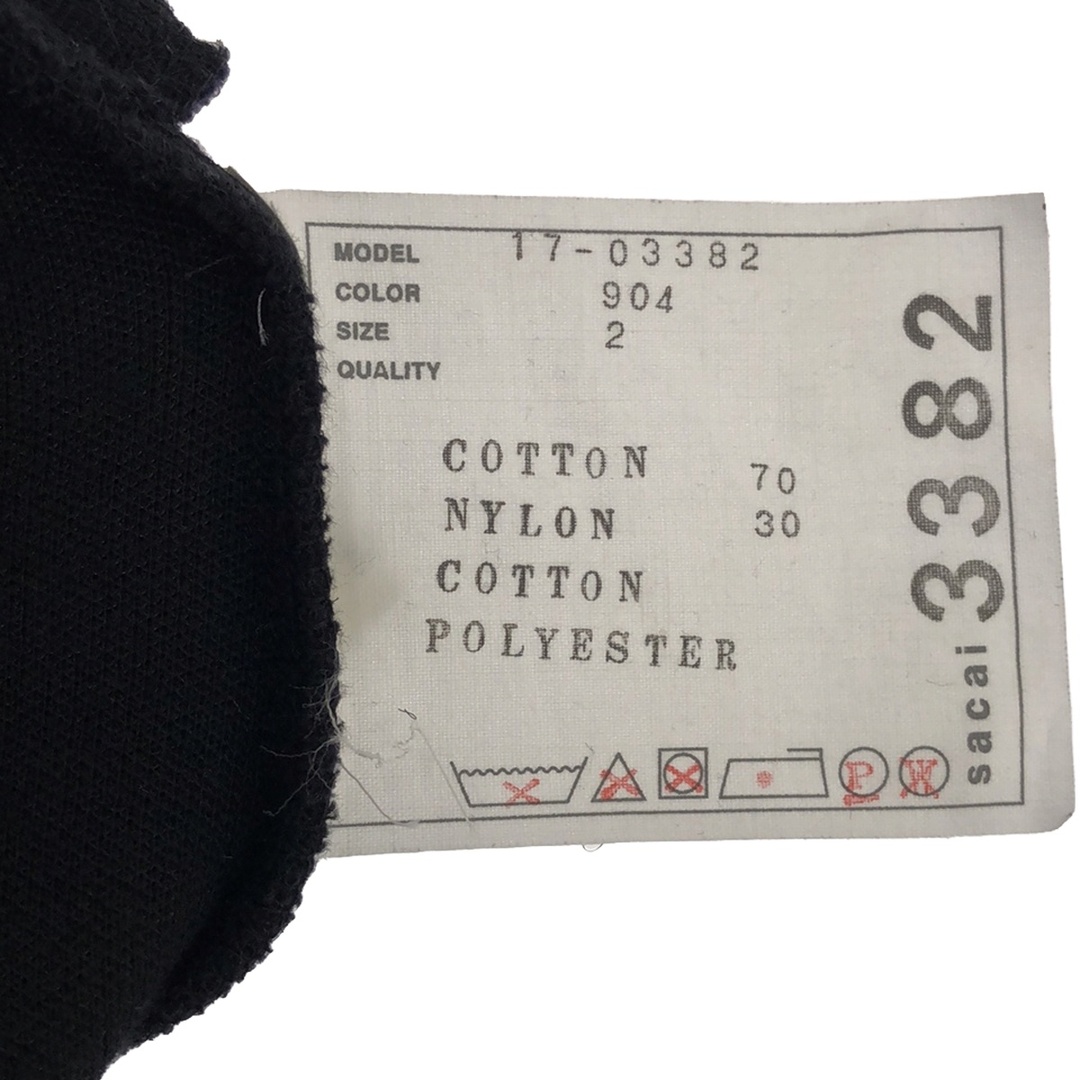 MODEL 17-03382
COLOR 904
SIZE 2
QUALITY
COTTON 70
NYLON 30
COTTON
POLYESTER
P W
sacai 3382